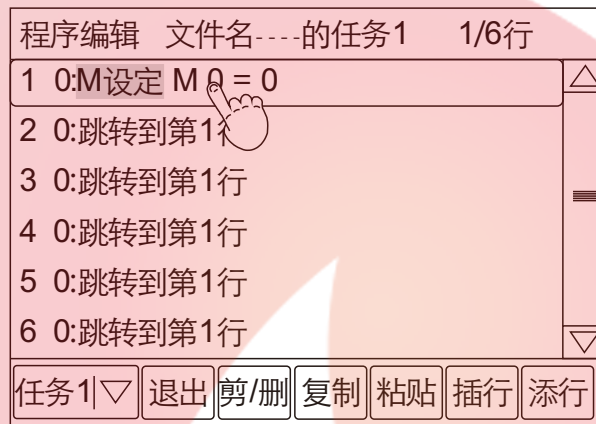 程序编辑 文件名----的任务1 1/6行
1 0:M设定 M 0 = 0
2 0:跳转到第1行
3 0:跳转到第1行
4 0:跳转到第1行
5 0:跳转到第1行
6 0:跳转到第1行
任务1 退出 剪/删 复制 粘贴 插行 添行